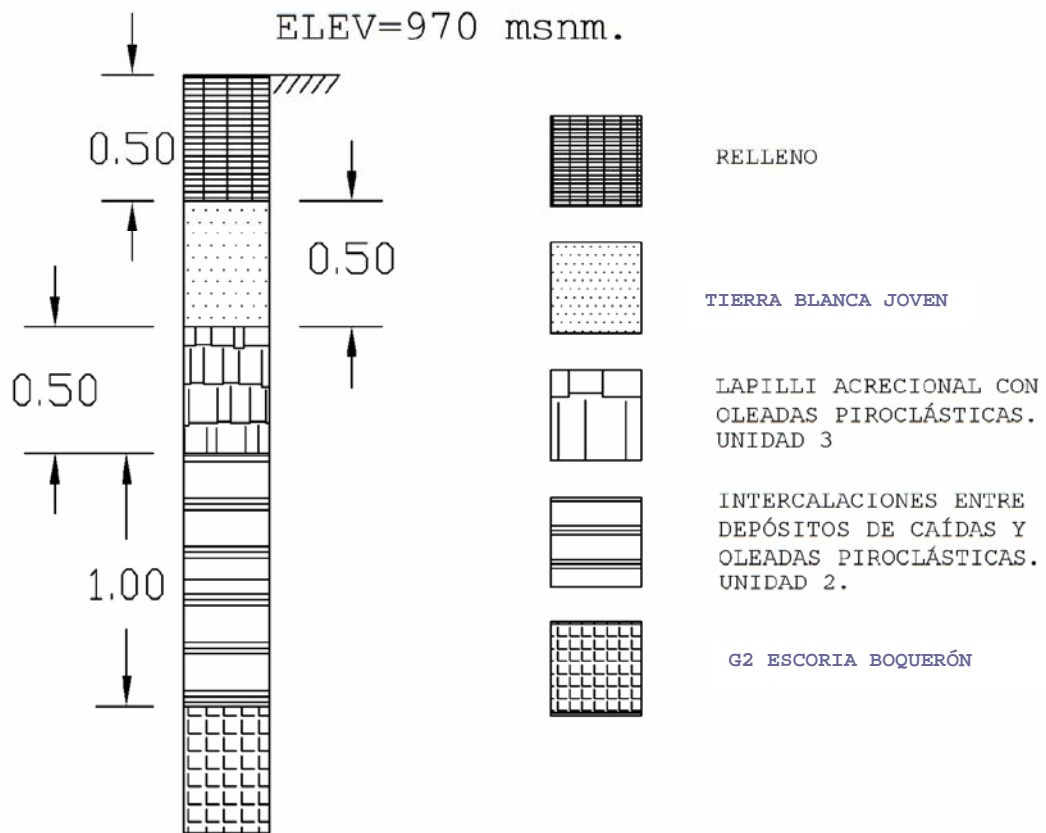 ELEV=970 msnm.
0.50
0.50
0.50
1.00
RELLENO
TIERRA BLANCA JOVEN
LAPILLI ACRECIONAL CON
OLEADAS PIROCLÁSTICAS.
UNIDAD 3
INTERCALACIONES ENTRE
DEPÓSITOS DE CAÍDAS Y
OLEADAS PIROCLÁSTICAS.
UNIDAD 2.
G2 ESCORIA BOQUERÓN